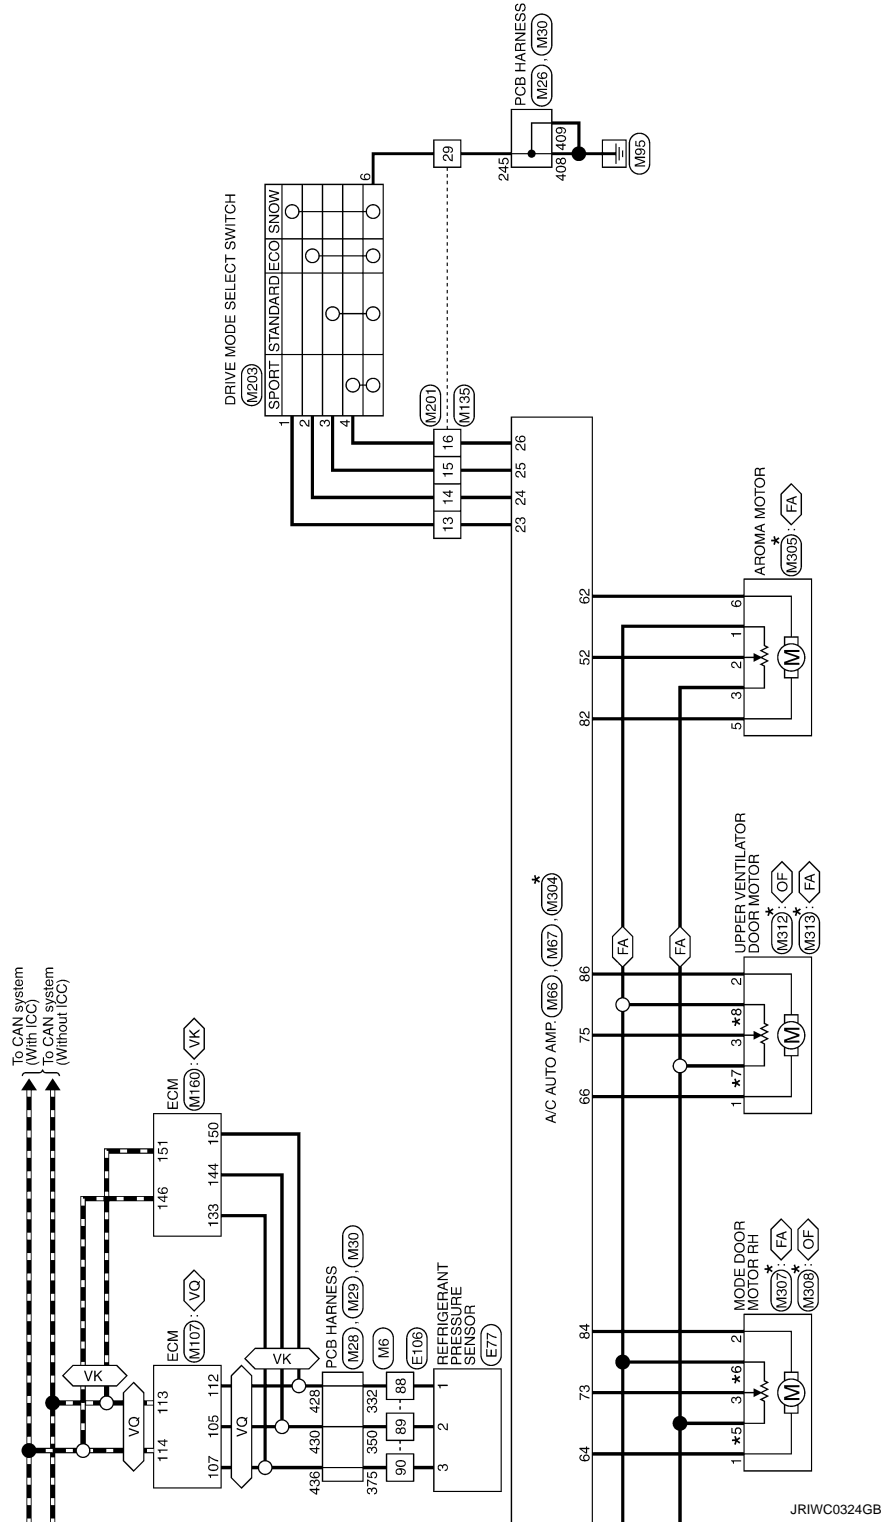 PCB HARNESS
M26 , M30
245
408
409
M95
29
6
DRIVE MODE SELECT SWITCH
M203
SPORT
STANDARD
ECO
SNOW
1
2
3
4
M201
M135
13
14
15
16
23
24
25
26
To CAN system
(With ICC)
To CAN system
(Without ICC)
ECM
M160 : VK
146
151
133
144
150
VK
VQ
ECM
M107 : VQ
114
113
107
105
112
VQ
VK
PCB HARNESS
M28 , M29 , M30
436
430
428
375
350
332
M6
E106
90
89
88
3
2
1
REFRIGERANT
PRESSURE
SENSOR
E77
A/C AUTO AMP. M66 , M67 , M304 *
64
73
84
66
75
86
82
52
62
FA
FA
MODE DOOR
MOTOR RH
M307 * : FA
M308 * : OF
1
*5
3
*6
2
M
UPPER VENTILATOR
DOOR MOTOR
M312 * : OF
M313 * : FA
1
*7
3
*8
2
M
AROMA MOTOR
M305 * : FA
5
3
2
1
6
M
JRIWC0324GB